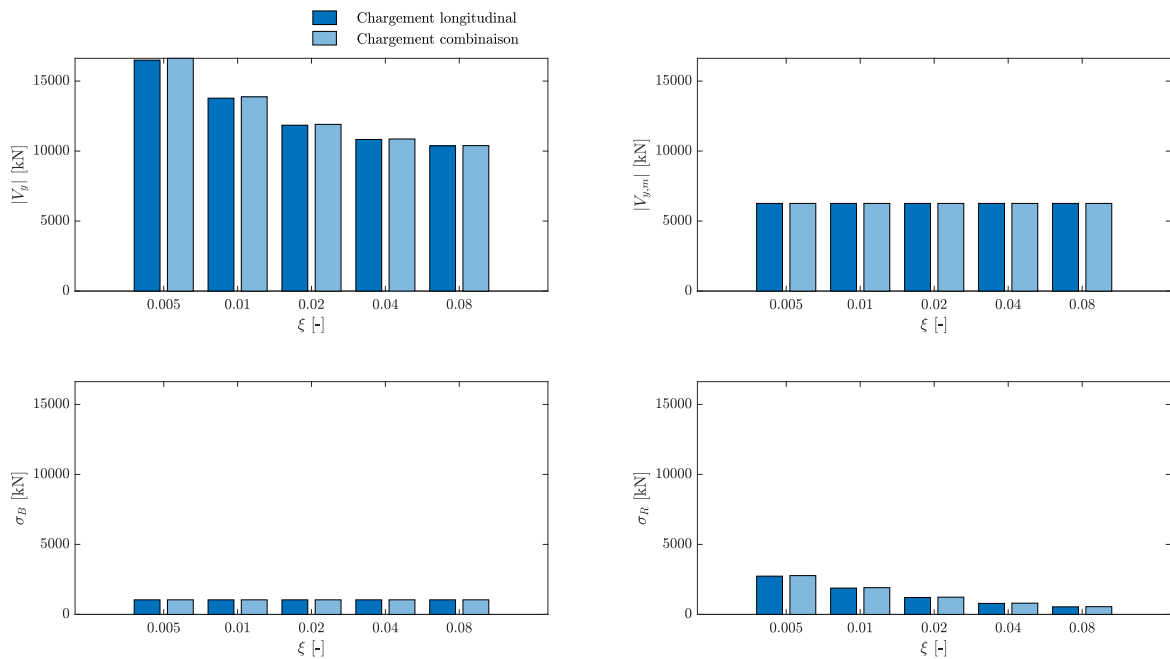 Chargement longitudinal
Chargement combinaison
15000
10000
5000
0
|V_y| [kN]
0.005 0.01 0.02 0.04 0.08
ξ [-]
15000
10000
5000
0
|V_{y,m}| [kN]
0.005 0.01 0.02 0.04 0.08
ξ [-]
15000
10000
5000
0
σ_B [kN]
0.005 0.01 0.02 0.04 0.08
ξ [-]
15000
10000
5000
0
σ_R [kN]
0.005 0.01 0.02 0.04 0.08
ξ [-]